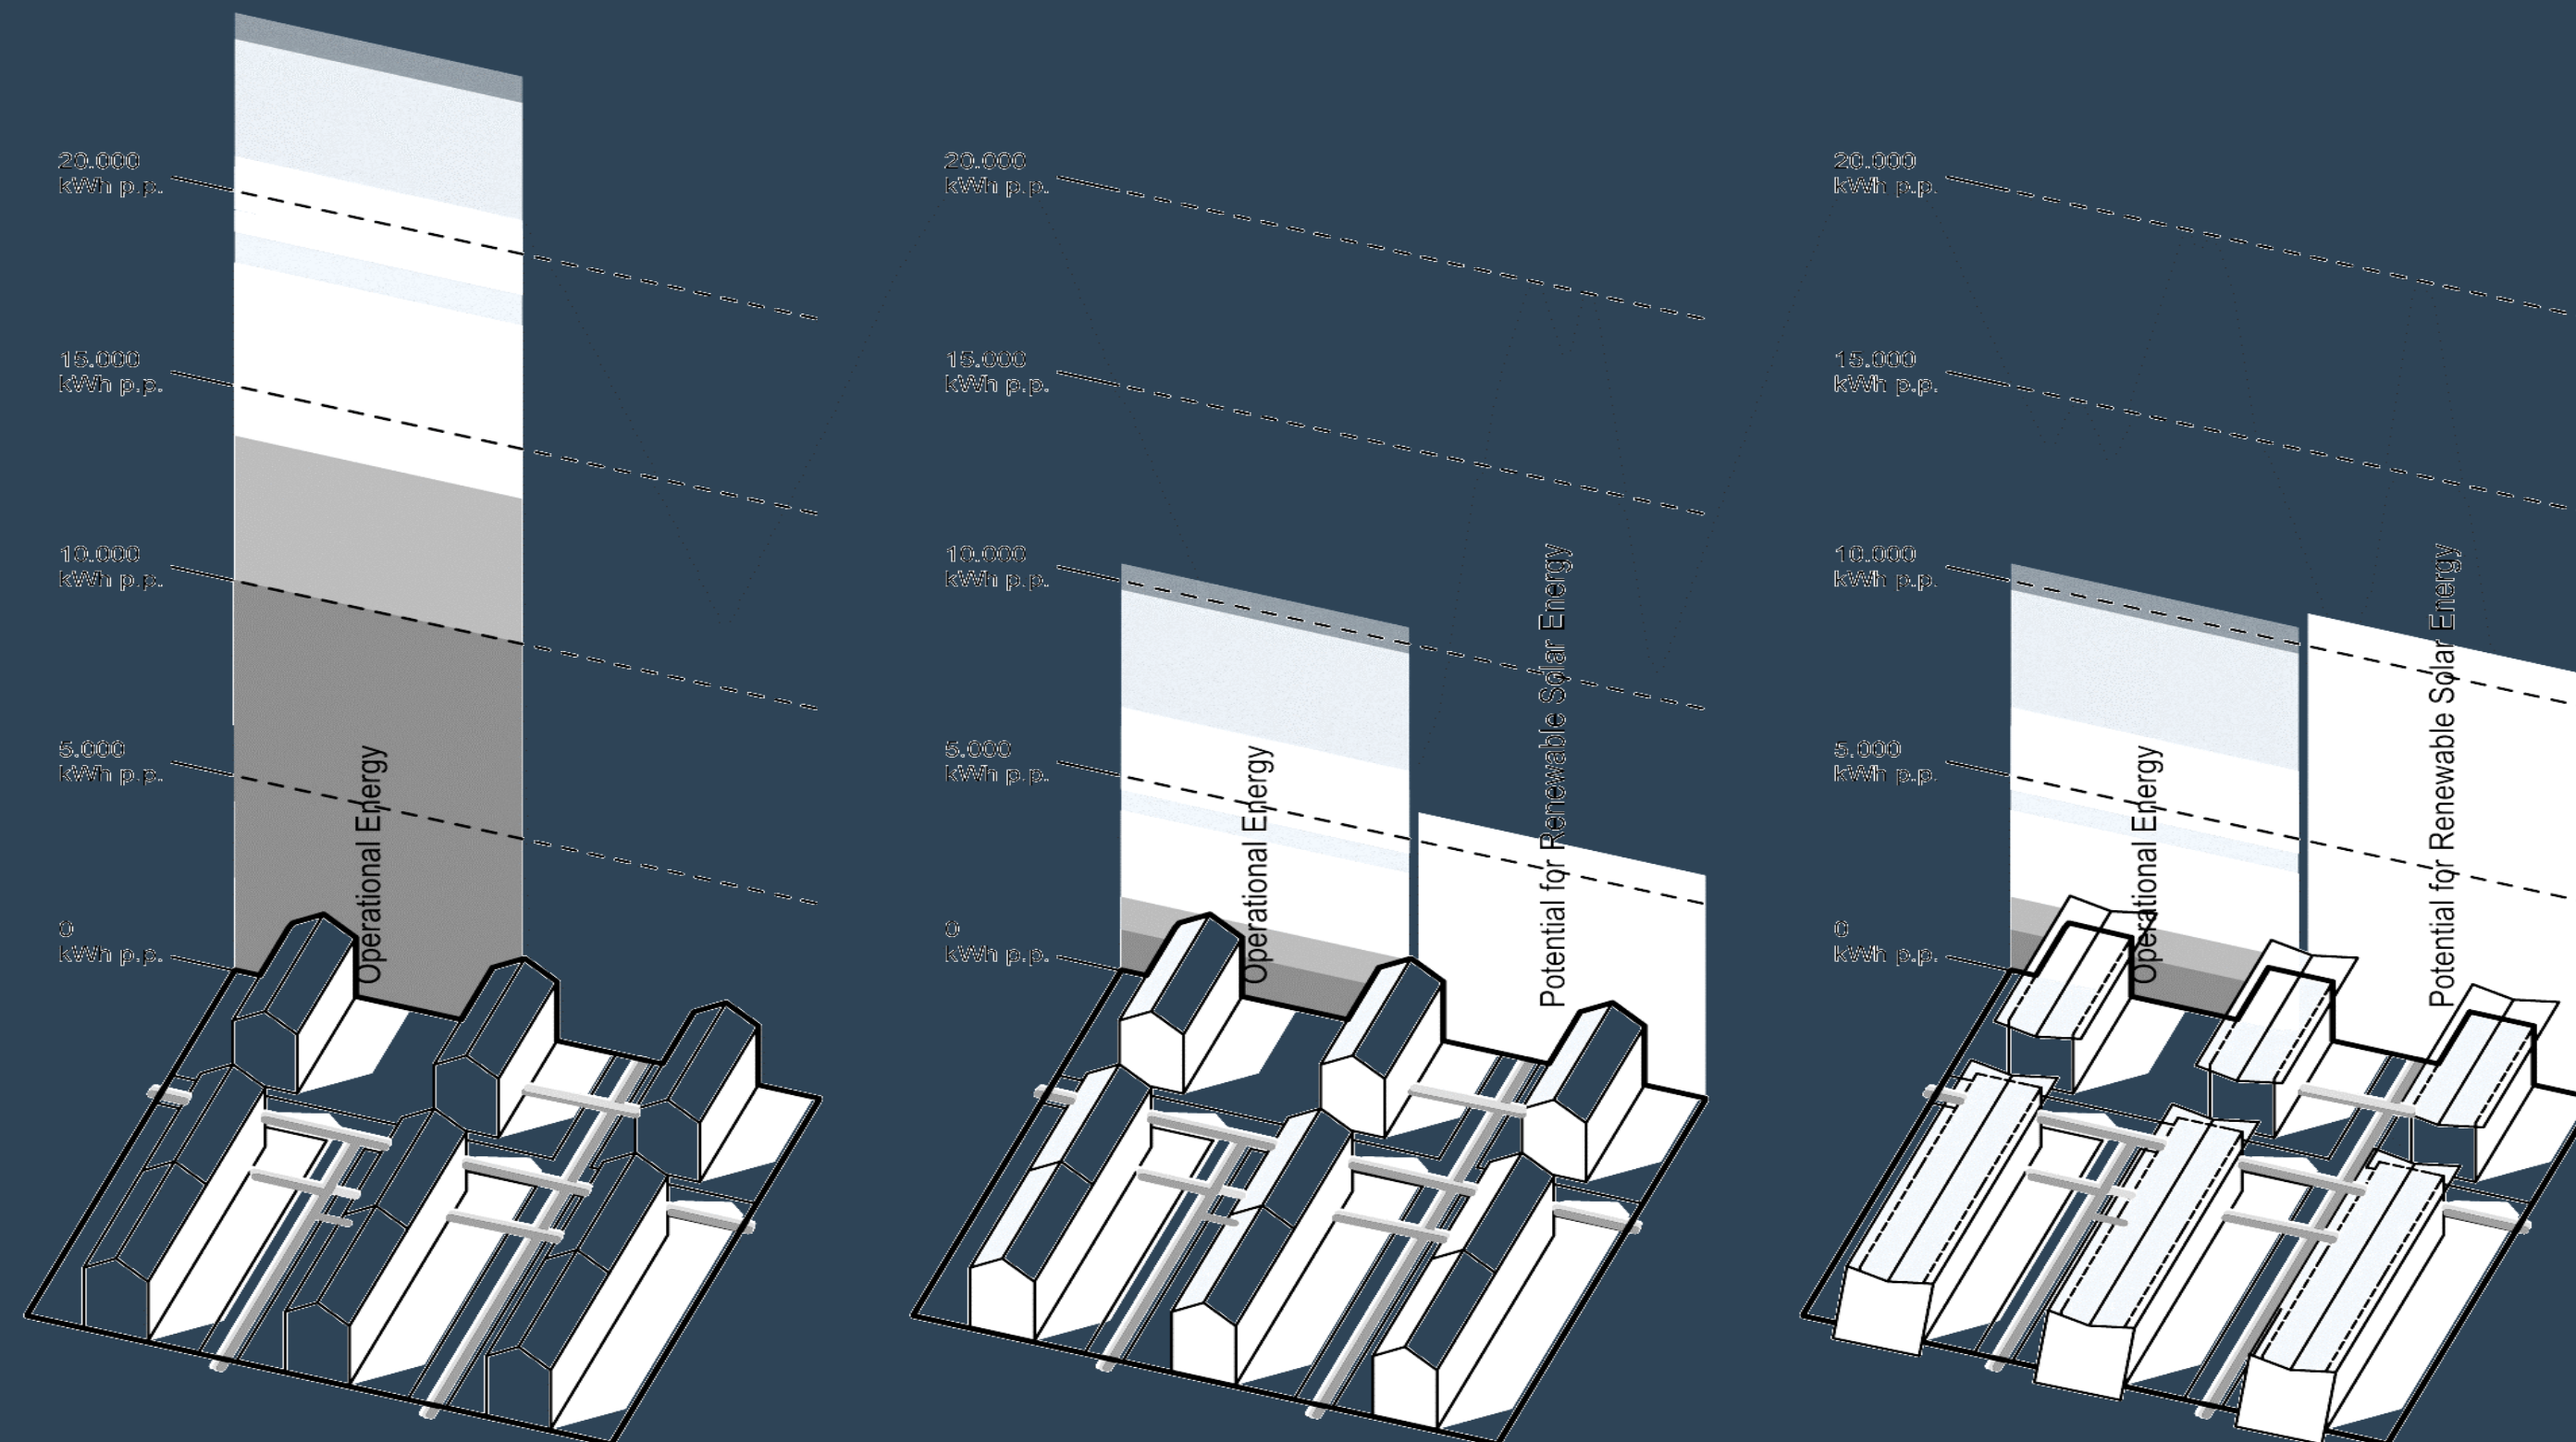 20.000
kWh p.p.
15.000
kWh p.p.
10.000
kWh p.p.
5.000
kWh p.p.
0
kWh p.p.
Operational Energy
20.000
kWh p.p.
15.000
kWh p.p.
10.000
kWh p.p.
5.000
kWh p.p.
0
kWh p.p.
Operational Energy
Potential for Renewable Solar Energy
20.000
kWh p.p.
15.000
kWh p.p.
10.000
kWh p.p.
5.000
kWh p.p.
0
kWh p.p.
Operational Energy
Potential for Renewable Solar Energy